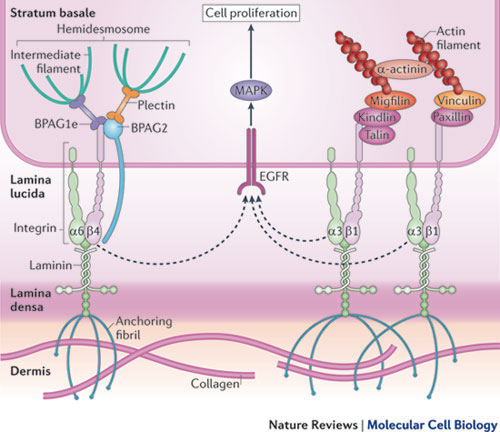 Stratum basale
Hemidesmosome
Cell proliferation
Actin
filament
Intermediate
filament
α-actinin
Plectin
MAPK
Migfilin
Vinculin
BPAG1e
BPAG2
Kindlin
Paxillin
Talin
EGFR
Lamina
lucida
Integrin
α6 β4
α3 β1
α3 β1
Laminin
Lamina
densa
Anchoring
fibril
Dermis
Collagen
Nature Reviews | Molecular Cell Biology